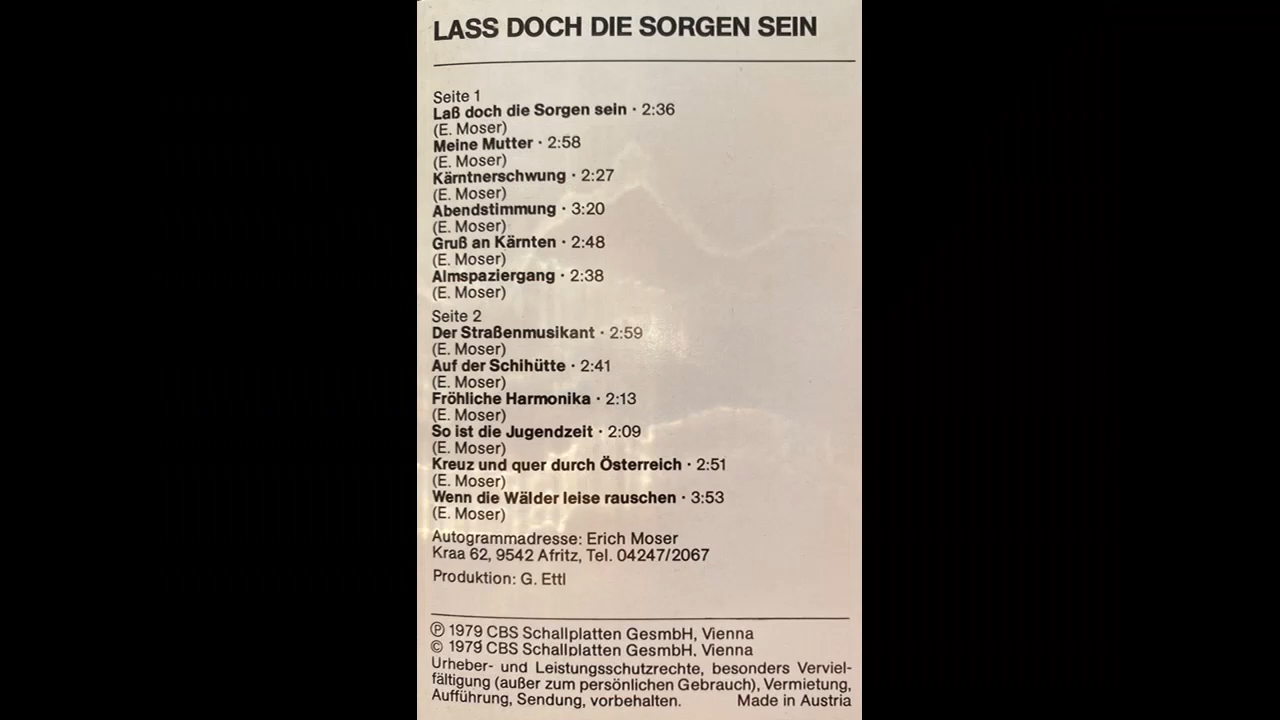 LASS DOCH DIE SORGEN SEIN
Seite 1
Laß doch die Sorgen sein · 2:36
(E. Moser)
Meine Mutter · 2:58
(E. Moser)
Kärntnerschwung · 2:27
(E. Moser)
Abendstimmung · 3:20
(E. Moser)
Gruß an Kärnten · 2:48
(E. Moser)
Almspaziergang · 2:38
(E. Moser)
Seite 2
Der Straßenmusikant · 2:59
(E. Moser)
Auf der Schihütte · 2:41
(E. Moser)
Fröhliche Harmonika · 2:13
(E. Moser)
So ist die Jugendzeit · 2:09
(E. Moser)
Kreuz und quer durch Österreich · 2:51
(E. Moser)
Wenn die Wälder leise rauschen · 3:53
(E. Moser)
Autogrammadresse: Erich Moser
Kraa 62, 9542 Afritz, Tel. 04247/2067
Produktion: G. Ettl
℗ 1979 CBS Schallplatten GesmbH, Vienna
© 1979 CBS Schallplatten GesmbH, Vienna
Urheber- und Leistungsschutzrechte, besonders Verviel-
fältigung (außer zum persönlichen Gebrauch), Vermietung,
Aufführung, Sendung, vorbehalten. Made in Austria